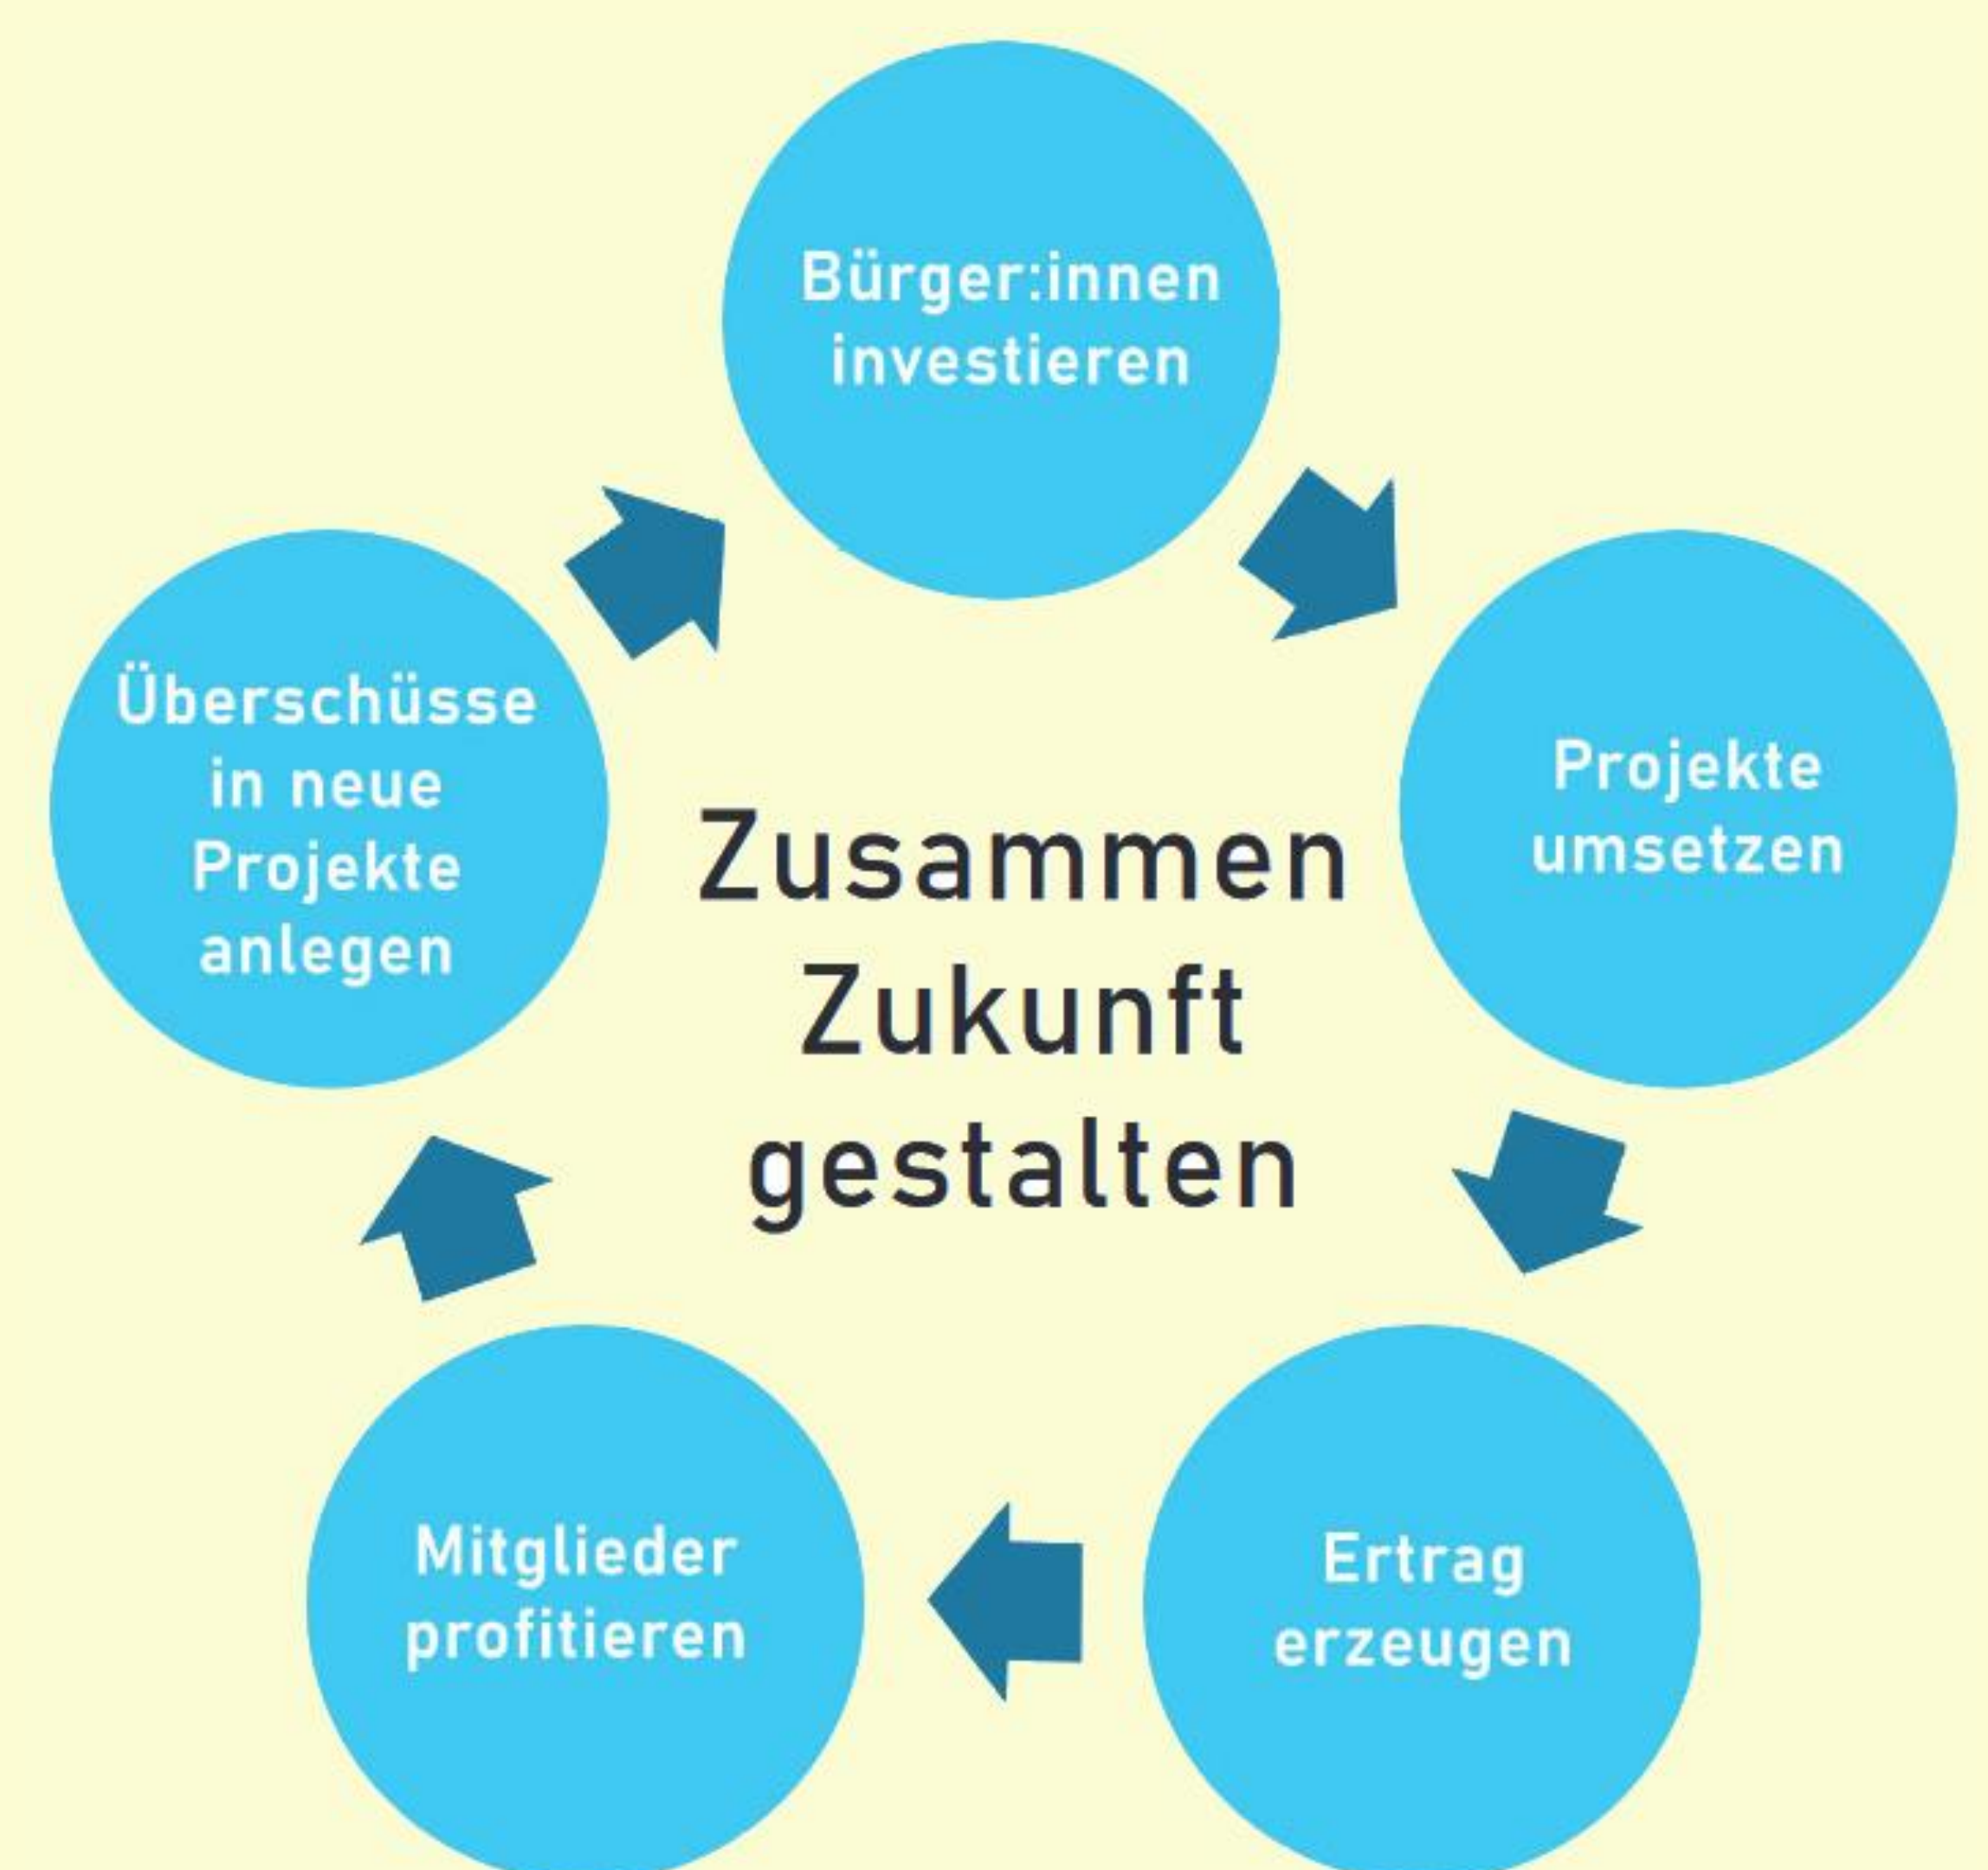 Bürger:innen
investieren
Projekte
umsetzen
Ertrag
erzeugen
Mitglieder
profitieren
Überschüsse
in neue
Projekte
anlegen
Zusammen
Zukunft
gestalten